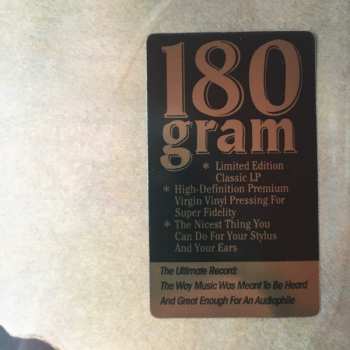 180
gram
* Limited Edition
Classic LP
* High-Definition Premium
Virgin Vinyl Pressing For
Super Fidelity
* The Nicest Thing You
Can Do For Your Stylus
And Your Ears
The Ultimate Record:
The Way Music Was Meant To Be Heard
And Great Enough For An Audiophile